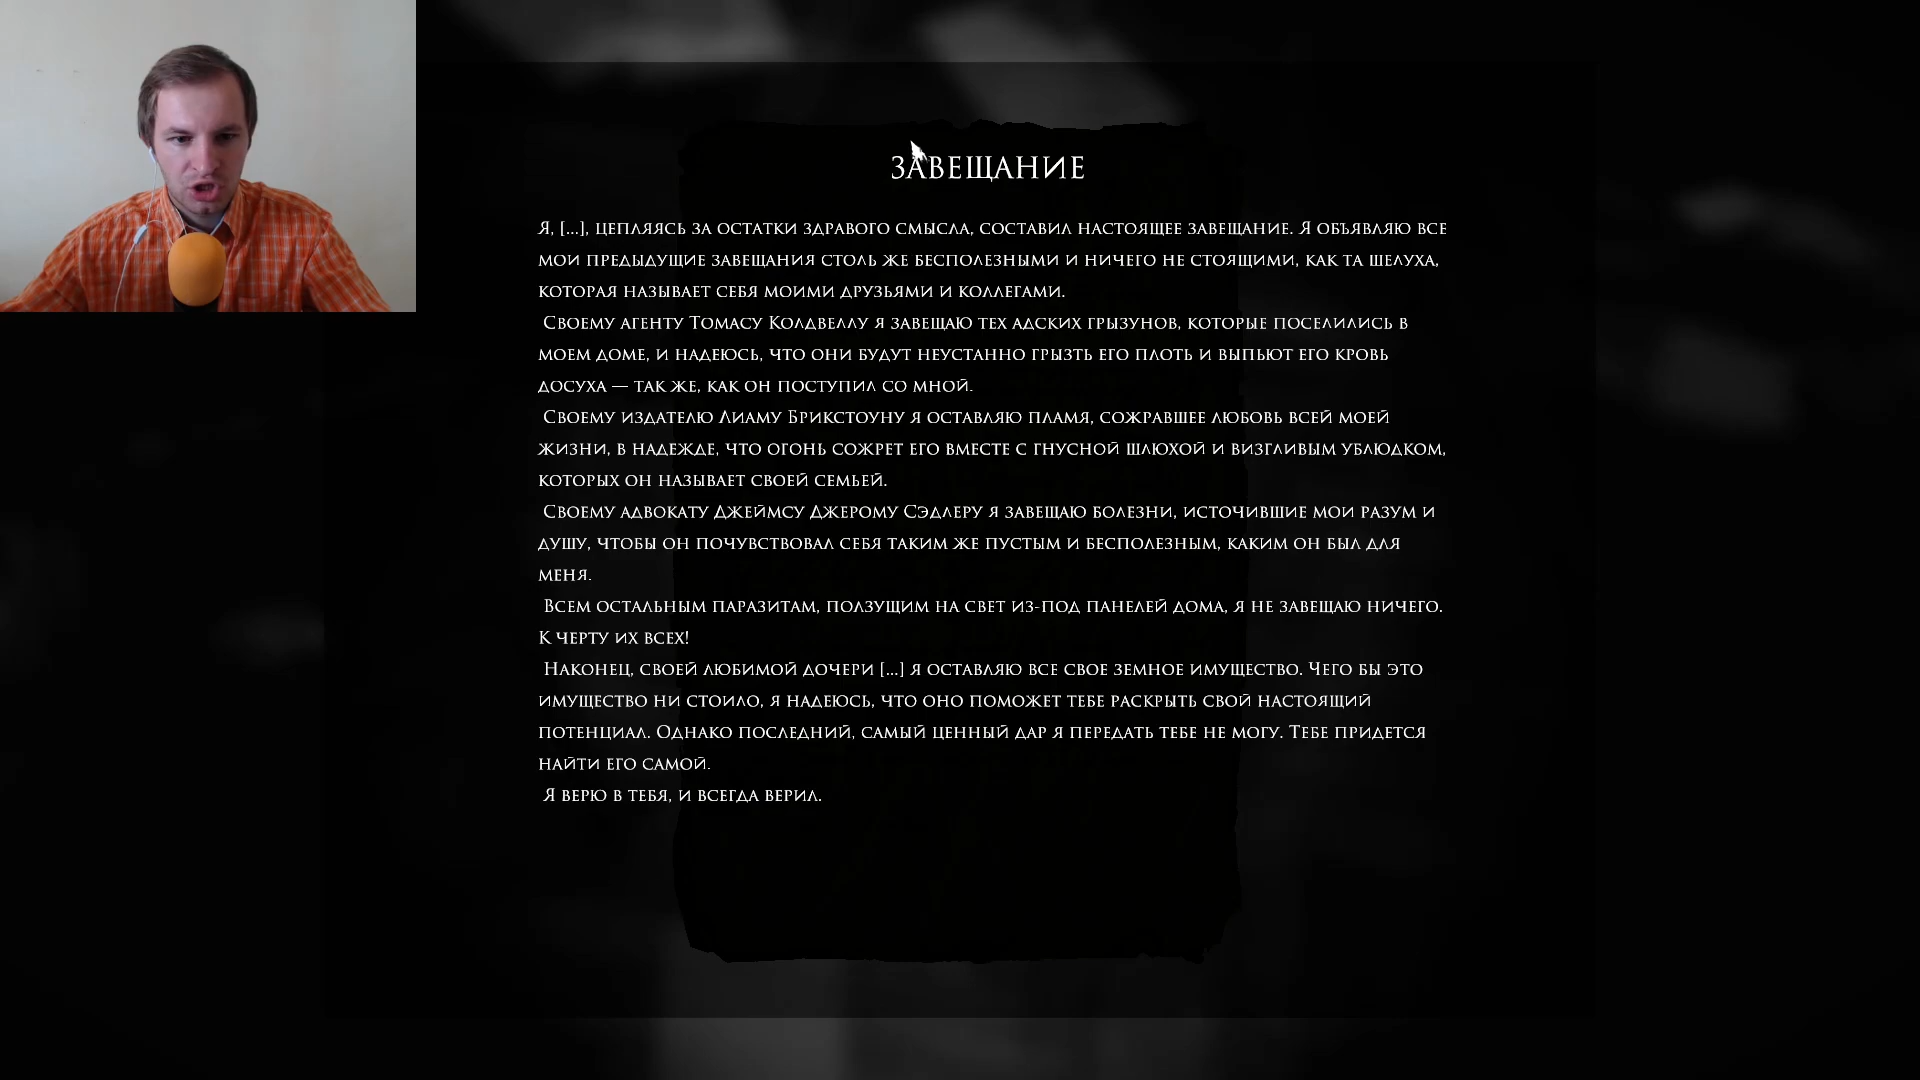 ЗАВЕЩАНИЕ
Я, [...], цепляясь за остатки здравого смысла, составил настоящее завещание. Я объявляю все
мои предыдущие завещания столь же бесполезными и ничего не стоящими, как та шелуха,
которая называет себя моими друзьями и коллегами.
Своему агенту Томасу Колдвеллу я завещаю тех адских грызунов, которые поселились в
моем доме, и надеюсь, что они будут неустанно грызть его плоть и выпьют его кровь
досуха — так же, как он поступил со мной.
Своему издателю Лиаму Брикстоуну я оставляю пламя, сожравшее любовь всей моей
жизни, в надежде, что огонь сожрет его вместе с гнусной шлюхой и визгливым ублюдком,
которых он называет своей семьей.
Своему адвокату Джеймсу Джерому Сэдлеру я завещаю болезни, источившие мои разум и
душу, чтобы он почувствовал себя таким же пустым и бесполезным, каким он был для
меня.
Всем остальным паразитам, ползущим на свет из-под панелей дома, я не завещаю ничего.
К черту их всех!
Наконец, своей любимой дочери [...] я оставляю все свое земное имущество. Чего бы это
имущество ни стоило, я надеюсь, что оно поможет тебе раскрыть свой настоящий
потенциал. Однако последний, самый ценный дар я передать тебе не могу. Тебе придется
найти его самой.
Я верю в тебя, и всегда верил.